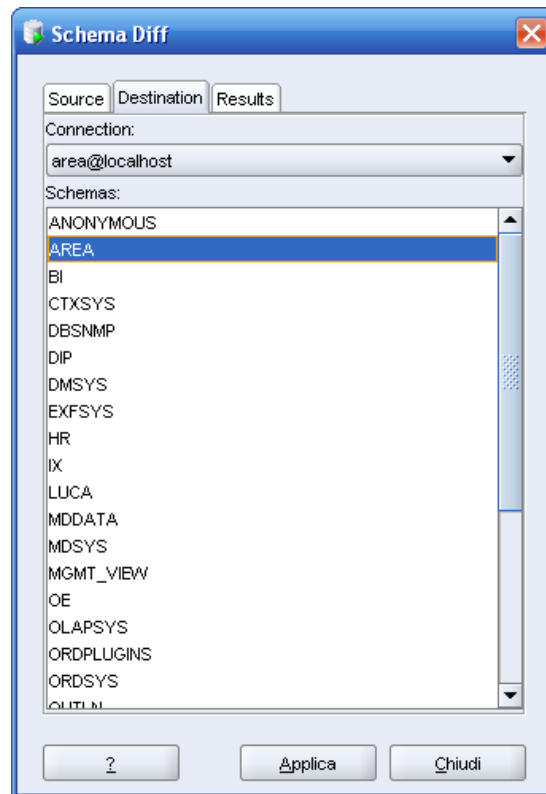 Schema Diff
Source Destination Results
Connection:
area@localhost
Schemas:
ANONYMOUS
AREA
BI
CTXSYS
DBSNMP
DIP
DMSYS
EXFSYS
HR
IX
LUCA
MDDATA
MDSYS
MGMT_VIEW
OE
OLAPSYS
ORDPLUGINS
ORDSYS
OUTLN
? Applica Chiudi